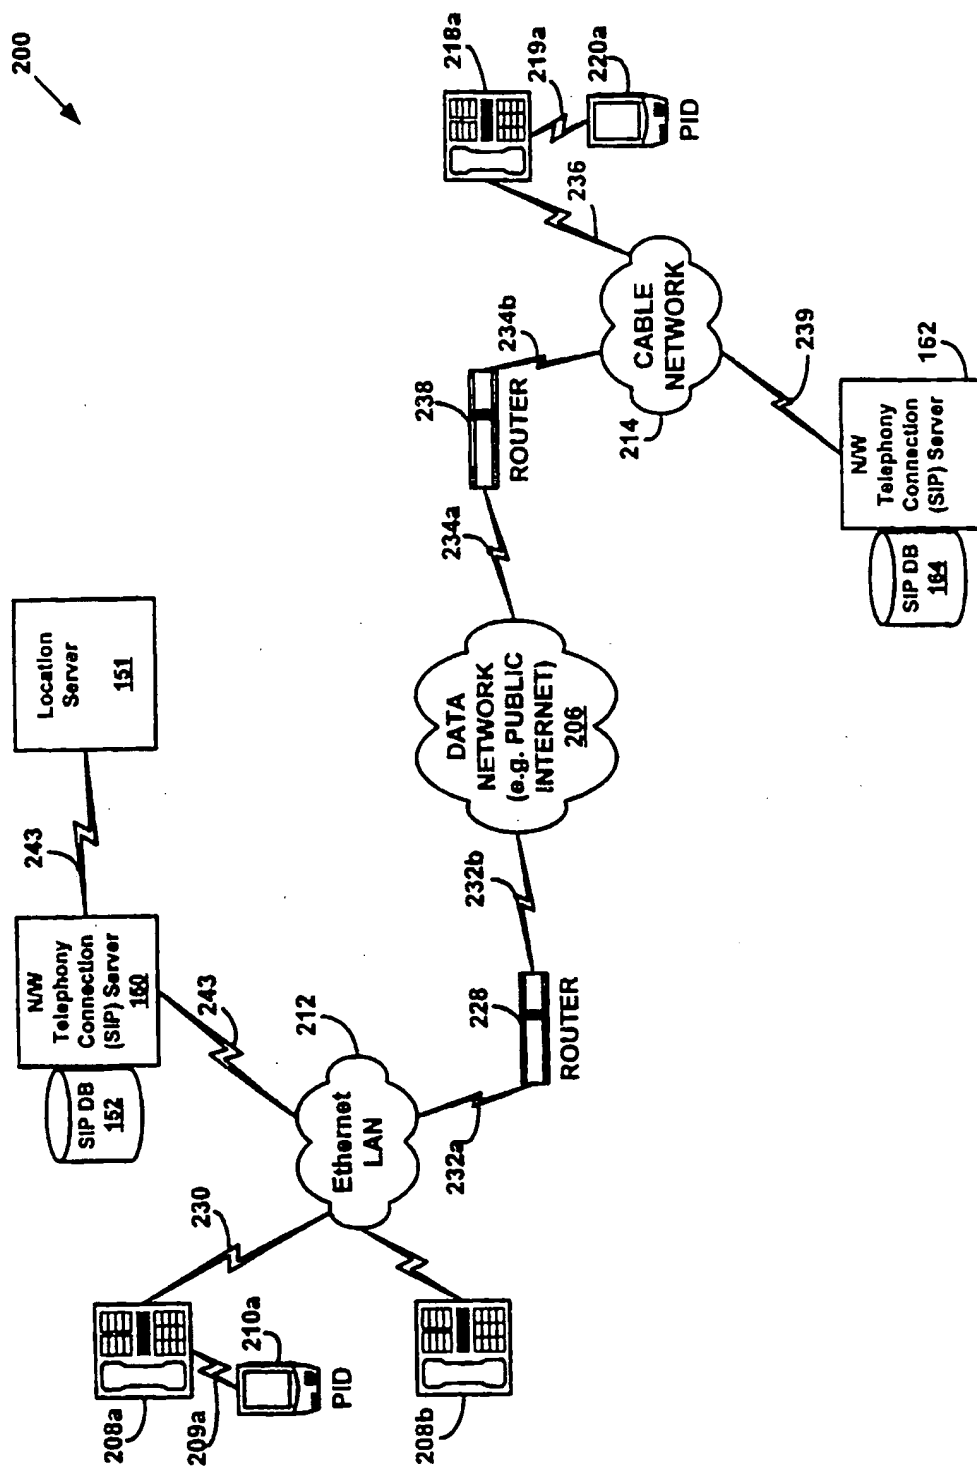 200
208a
209a
210a
PID
208b
230
SIP DB
152
N/W
Telephony
Connection
(SIP) Server
150
243
243
Location
Server
151
212
Ethernet
LAN
232a
228
ROUTER
232b
DATA
NETWORK
(e.g. PUBLIC
INTERNET)
206
234a
238
ROUTER
234b
214
CABLE
NETWORK
236
218a
219a
220a
PID
239
162
N/W
Telephony
Connection
(SIP) Server
SIP DB
164